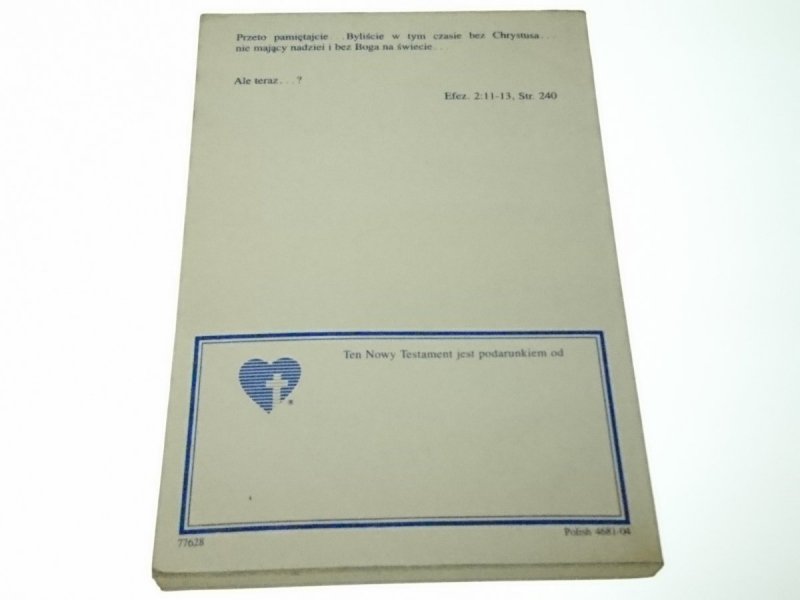 Przeto pamiętajcie. . .Byliście w tym czasie bez Chrystusa. . .
nie mający nadziei i bez Boga na świecie. . .
Ale teraz. . .?
Efez. 2:11-13, Str. 240
Ten Nowy Testament jest podarunkiem od
77628
Polish 4681-04